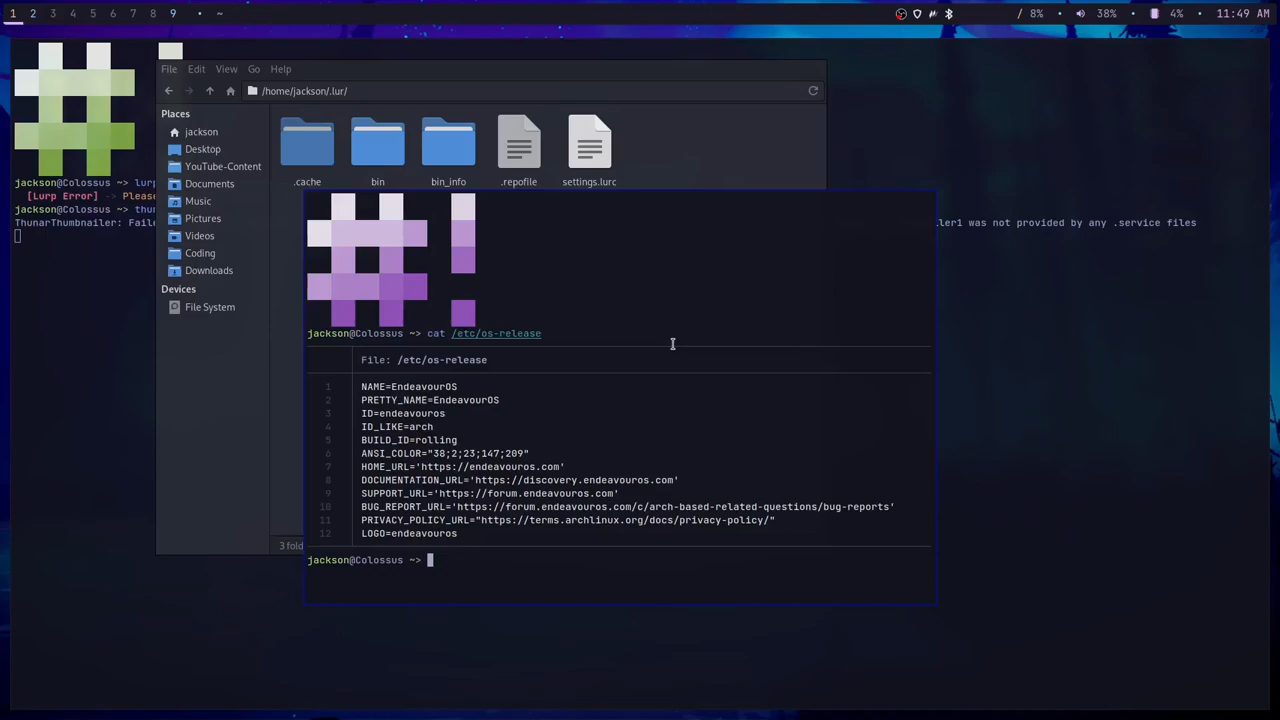 1 2 3 4 5 6 7 8 9 • ~ / 8% • 38% • 4% • 11:49 AM
File Edit View Go Help
/home/jackson/.lur/
Places
jackson
Desktop
YouTube-Content
Documents
Music
Pictures
Videos
Coding
Downloads
Devices
File System
.cache bin bin_info .repofile settings.lurc
3 fold
jackson@Colossus ~> lurp
[Lurp Error] -> Please
jackson@Colossus ~> thu
ThunarThumbnailer: Faile
ler1 was not provided by any .service files
jackson@Colossus ~> cat /etc/os-release
File: /etc/os-release
1 NAME=EndeavourOS
2 PRETTY_NAME=EndeavourOS
3 ID=endeavouros
4 ID_LIKE=arch
5 BUILD_ID=rolling
6 ANSI_COLOR="38;2;23;147;209"
7 HOME_URL='https://endeavouros.com'
8 DOCUMENTATION_URL='https://discovery.endeavouros.com'
9 SUPPORT_URL='https://forum.endeavouros.com'
10 BUG_REPORT_URL='https://forum.endeavouros.com/c/arch-based-related-questions/bug-reports'
11 PRIVACY_POLICY_URL="https://terms.archlinux.org/docs/privacy-policy/"
12 LOGO=endeavouros
jackson@Colossus ~>